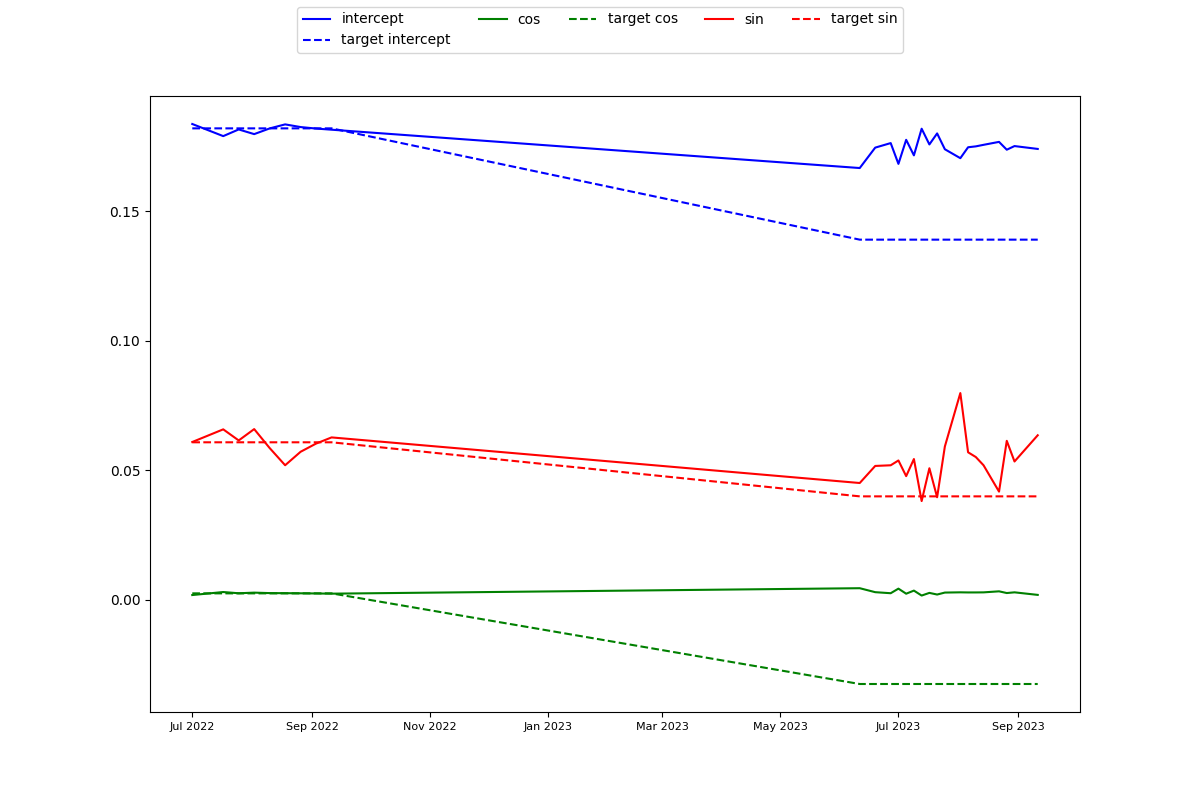 intercept cos target cos sin target sin
target intercept
0.15
0.10
0.05
0.00
Jul 2022 Sep 2022 Nov 2022 Jan 2023 Mar 2023 May 2023 Jul 2023 Sep 2023